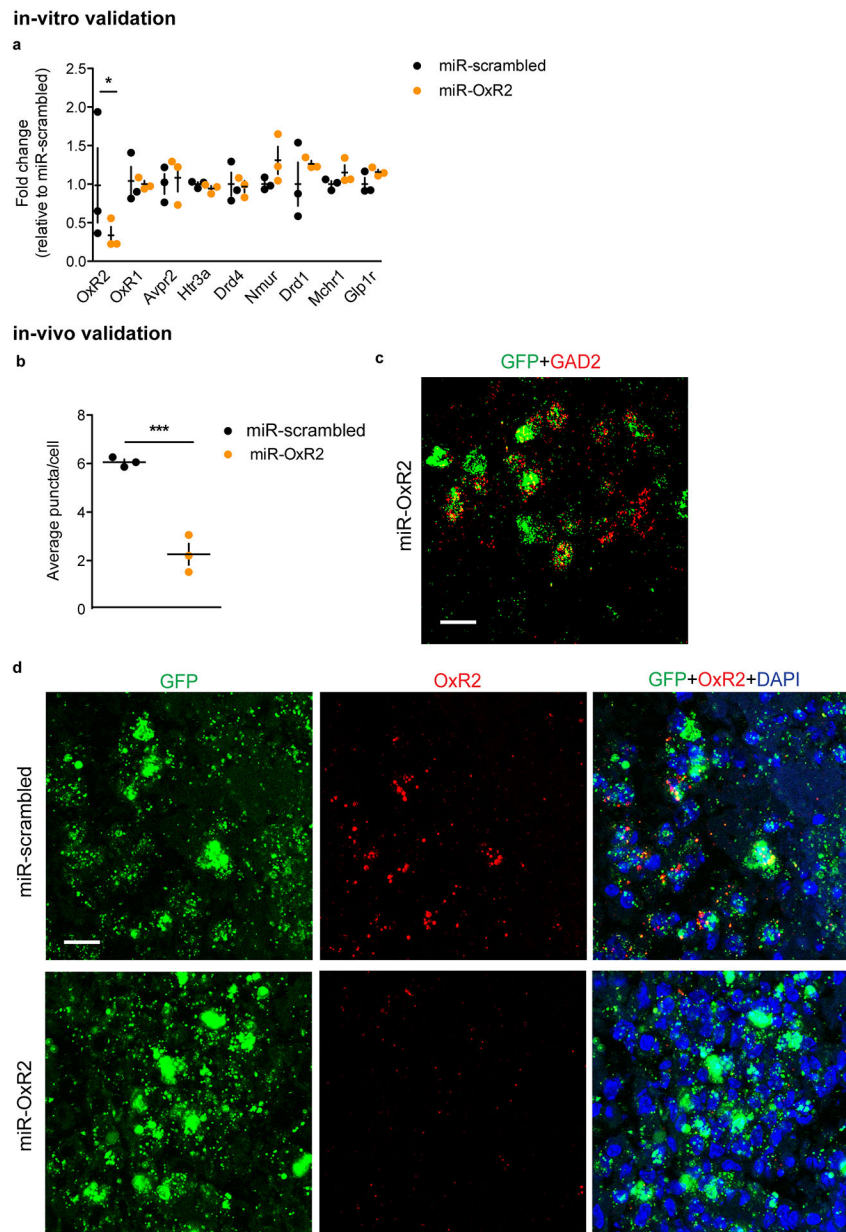 in-vitro validation
a
Fold change
(relative to miR-scrambled)
2.5
2.0
1.5
1.0
0.5
0.0
*
miR-scrambled
miR-OxR2
OxR2
OxR1
Avpr2
Htr3a
Drd4
Nmur
Drd1
Mchr1
Glp1r
in-vivo validation
b
Average puncta/cell
8
6
4
2
0
***
miR-scrambled
miR-OxR2
c
GFP+GAD2
miR-OxR2
d
GFP
OxR2
GFP+OxR2+DAPI
miR-scrambled
miR-OxR2